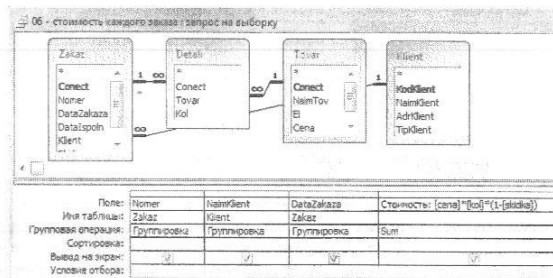 06 - стоимость каждого заказа : запрос на выборку
Zakaz
*
Conect
Nomer
DataZakaza
DataIspoln
Klient
Detali
*
Conect
Tovar
Kol
Tovar
*
Conect
NaimTov
EI
Cena
Klient
*
KodKlient
NaimKlient
AdrKlient
TipKlient
1 ∞ ∞ 1 1
∞
Поле: Nomer NaimKlient DataZakaza Стоимость: [cena]*[kol]*(1-[skidka])
Имя таблицы: Zakaz Klient Zakaz
Групповая операция: Группировка Группировка Группировка Sum
Сортировка:
Вывод на экран:
Условие отбора: